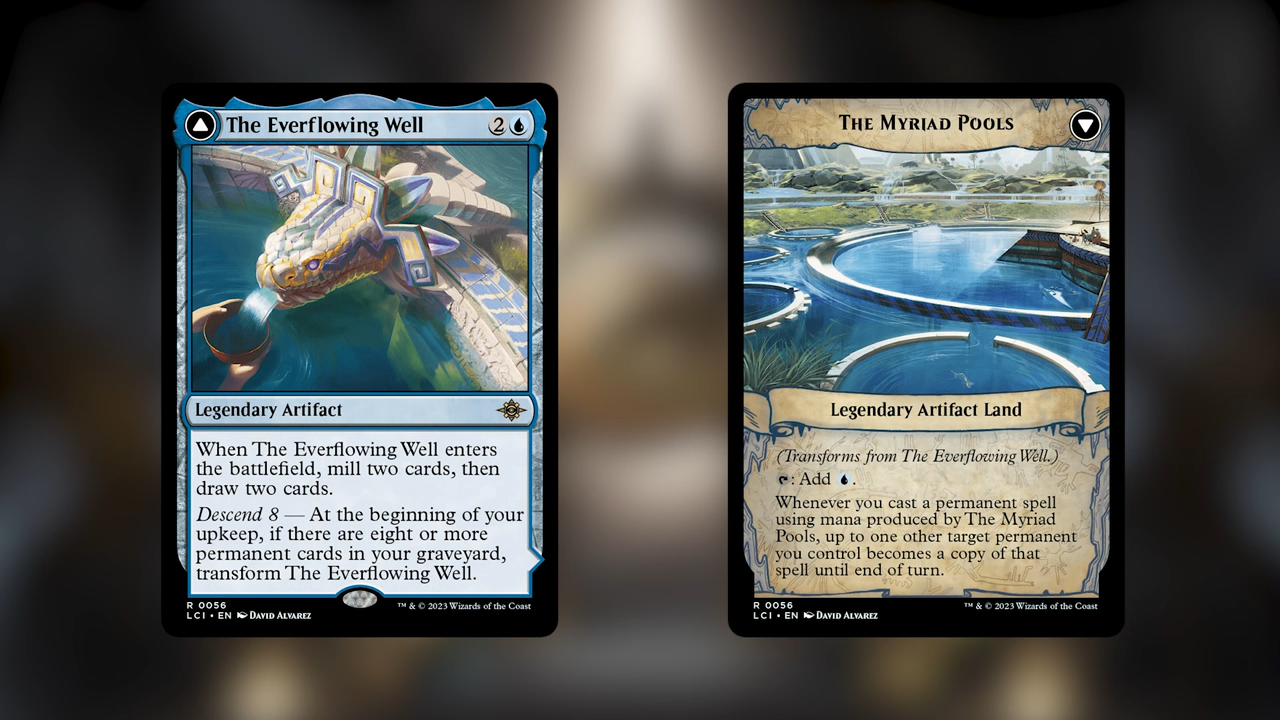 The Everflowing Well 2
Legendary Artifact
When The Everflowing Well enters
the battlefield, mill two cards, then
draw two cards.
Descend 8 — At the beginning of your
upkeep, if there are eight or more
permanent cards in your graveyard,
transform The Everflowing Well.
R 0056
LCI • EN David Alvarez
™ & © 2023 Wizards of the Coast
The Myriad Pools
Legendary Artifact Land
(Transforms from The Everflowing Well.)
: Add .
Whenever you cast a permanent spell
using mana produced by The Myriad
Pools, up to one other target permanent
you control becomes a copy of that
spell until end of turn.
R 0056
LCI • EN David Alvarez
™ & © 2023 Wizards of the Coast